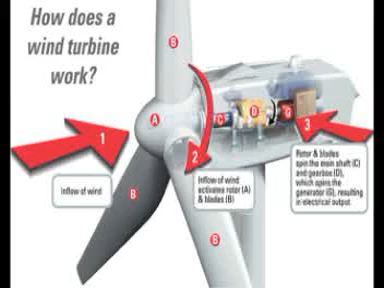 How does a
wind turbine
work?
B
A
C
D
G
1
2
3
Inflow of wind
Inflow of wind
activates rotor (A)
& blades (B)
Rotor & blades
spin the main shaft (C)
and gearbox (D),
which spins the
generator (G), resulting
in electrical output
B
B